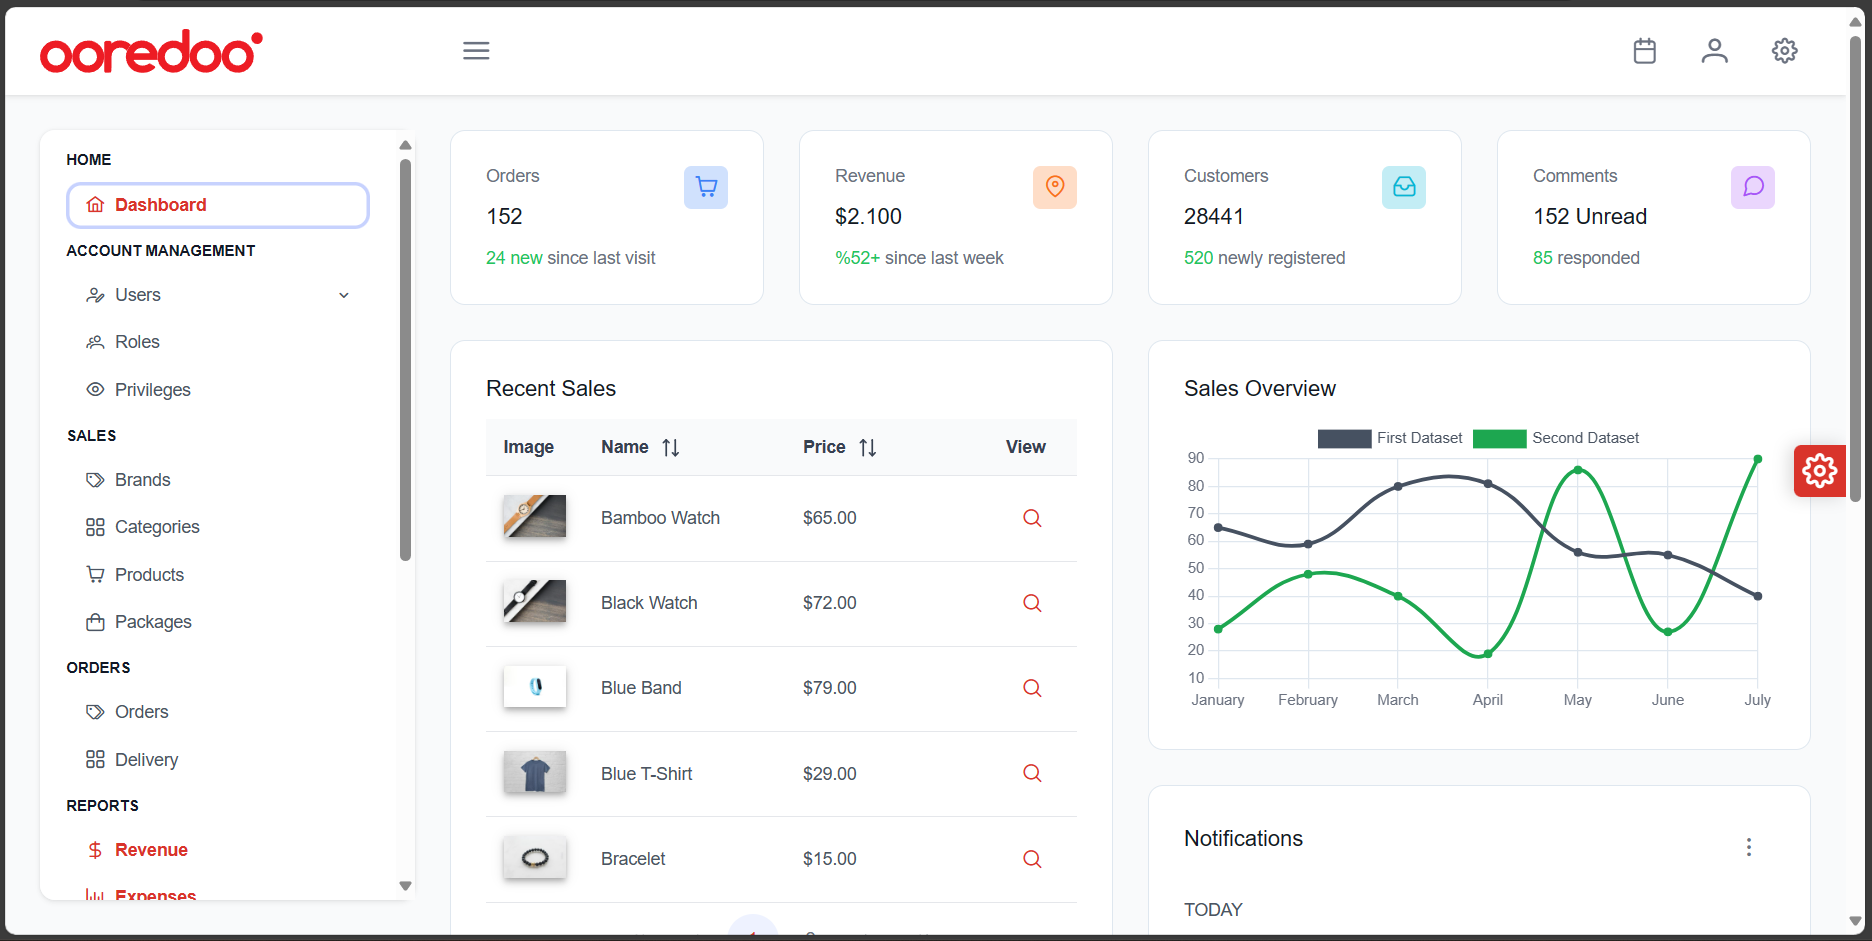 ooredoo
HOME
Dashboard
ACCOUNT MANAGEMENT
Users
Roles
Privileges
SALES
Brands
Categories
Products
Packages
ORDERS
Orders
Delivery
REPORTS
Revenue
Expenses
Orders
152
24 new since last visit
Revenue
$2.100
%52+ since last week
Customers
28441
520 newly registered
Comments
152 Unread
85 responded
Recent Sales
Image Name Price View
Bamboo Watch $65.00
Black Watch $72.00
Blue Band $79.00
Blue T-Shirt $29.00
Bracelet $15.00
Sales Overview
First Dataset Second Dataset
90
80
70
60
50
40
30
20
10
January February March April May June July
Notifications
TODAY